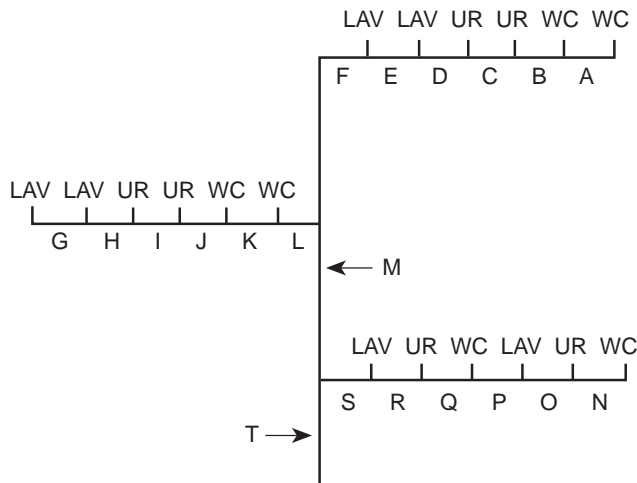 LAV LAV UR UR WC WC
F E D C B A
LAV LAV UR UR WC WC
G H I J K L
M
LAV UR WC LAV UR WC
S R Q P O N
T